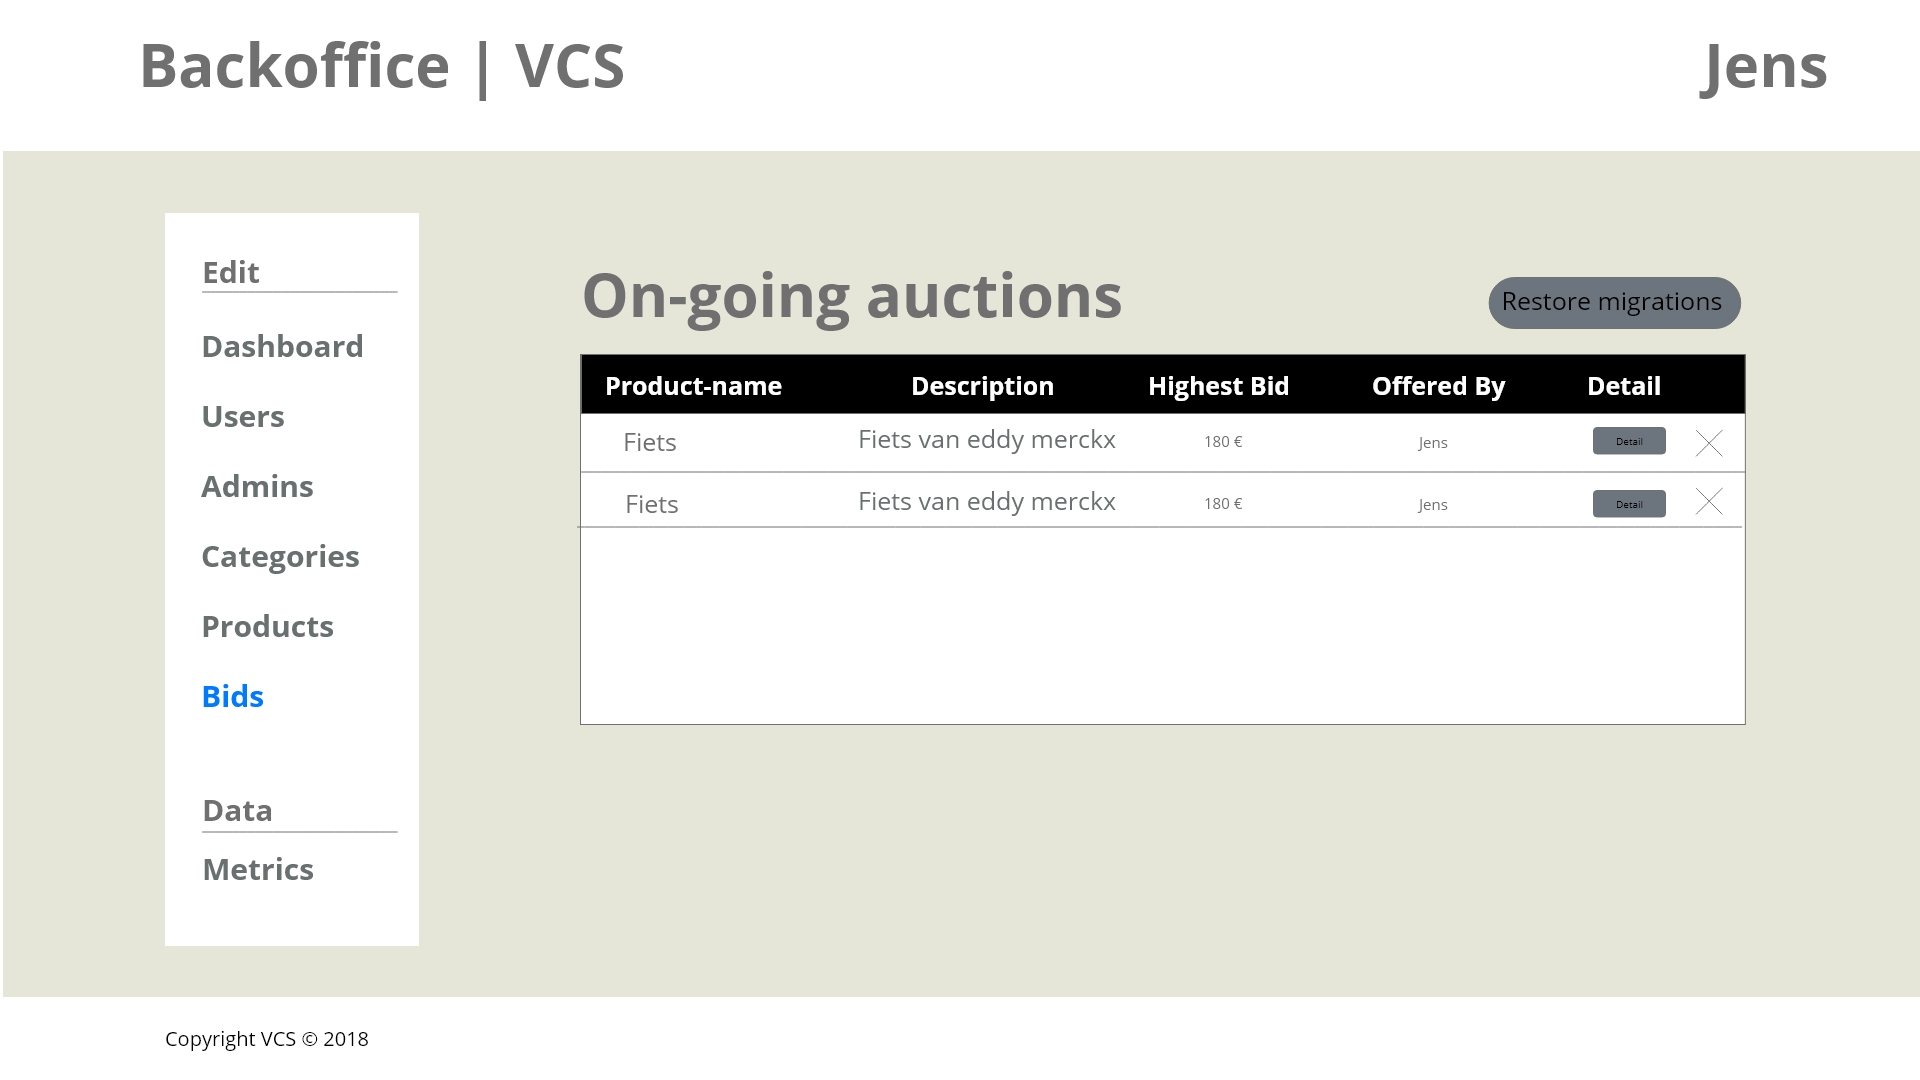 Backoffice | VCS
Jens
Edit
Dashboard
Users
Admins
Categories
Products
Bids
Data
Metrics
On-going auctions
Restore migrations
Product-name Description Highest Bid Offered By Detail
Fiets Fiets van eddy merckx 180 € Jens Detail
Fiets Fiets van eddy merckx 180 € Jens Detail
Copyright VCS © 2018